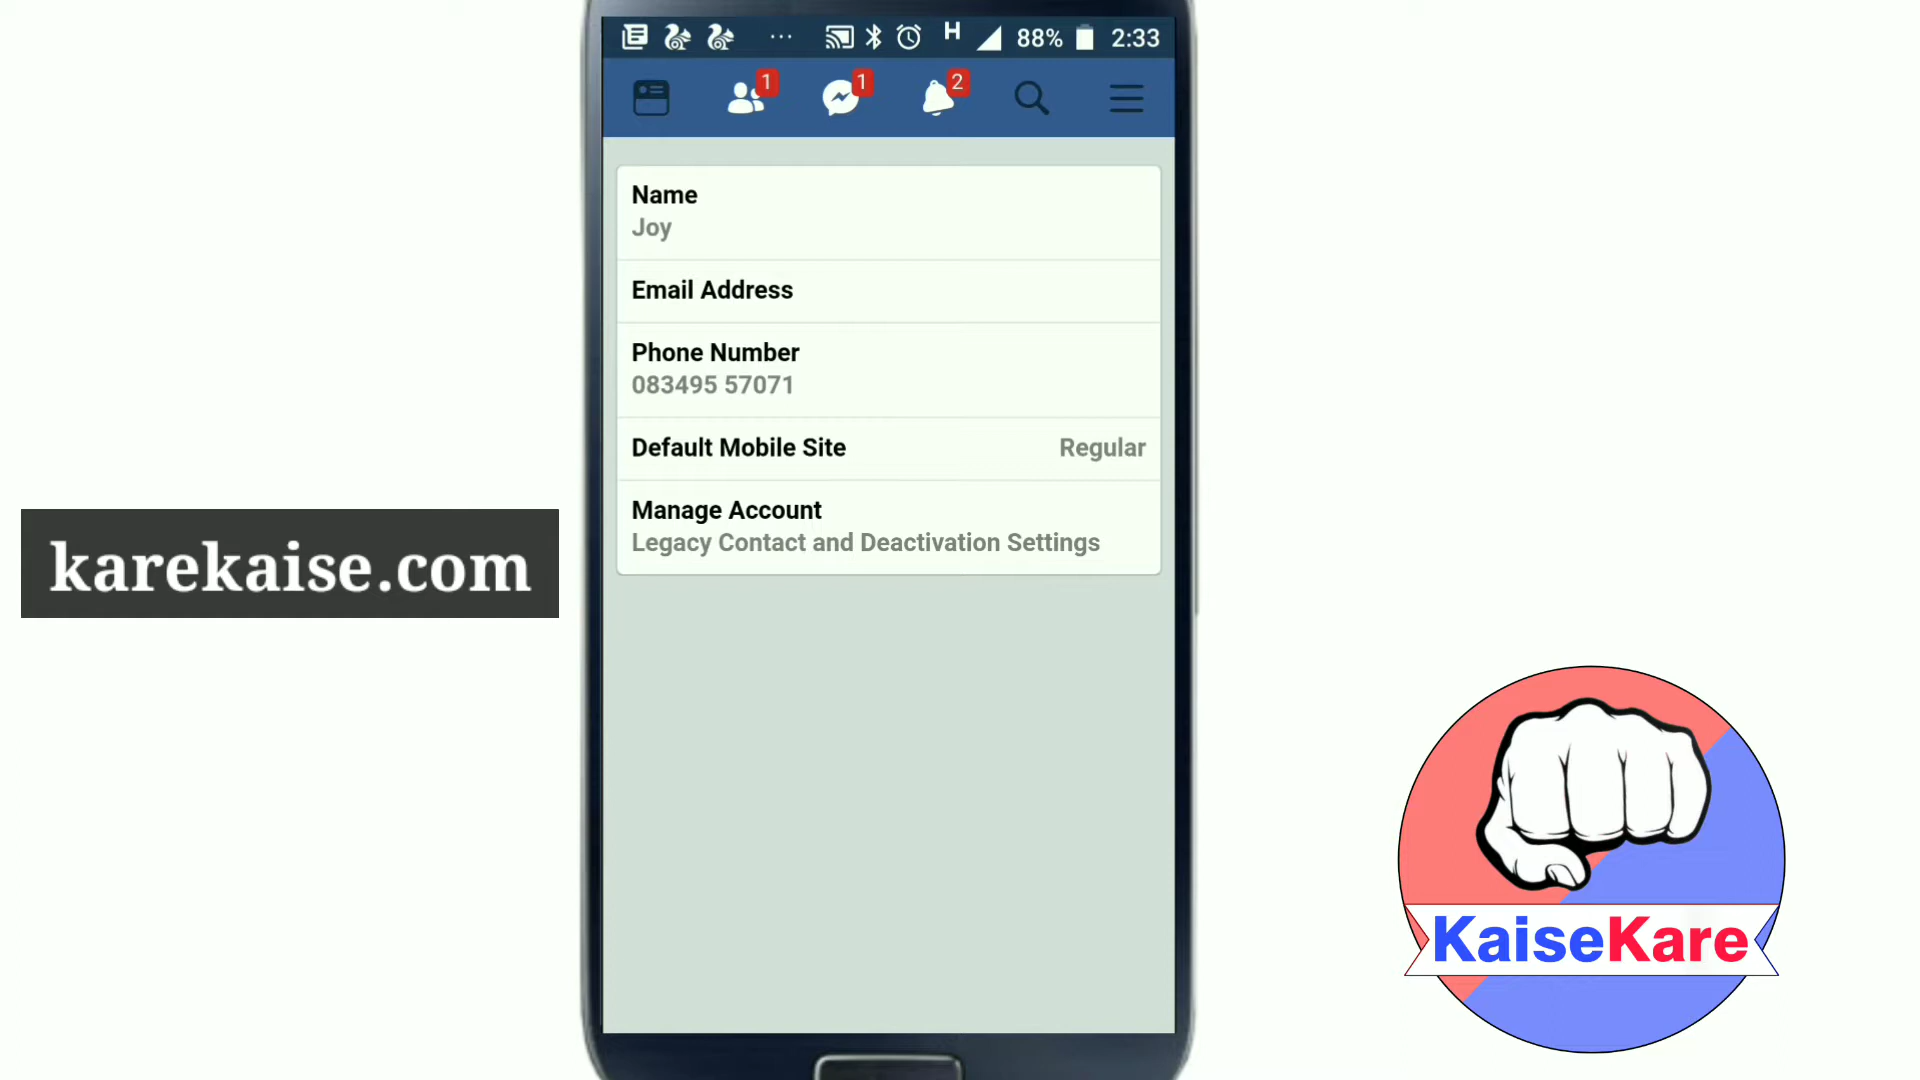 H 88% 2:33
1 1 2
Name
Joy
Email Address
Phone Number
083495 57071
Default Mobile Site Regular
Manage Account
Legacy Contact and Deactivation Settings
karekaise.com
KaiseKare